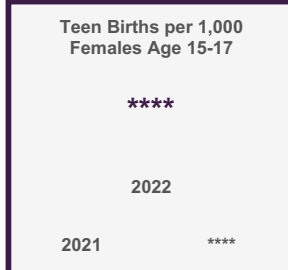 Teen Births per 1,000
Females Age 15-17
****
2022
2021 ****